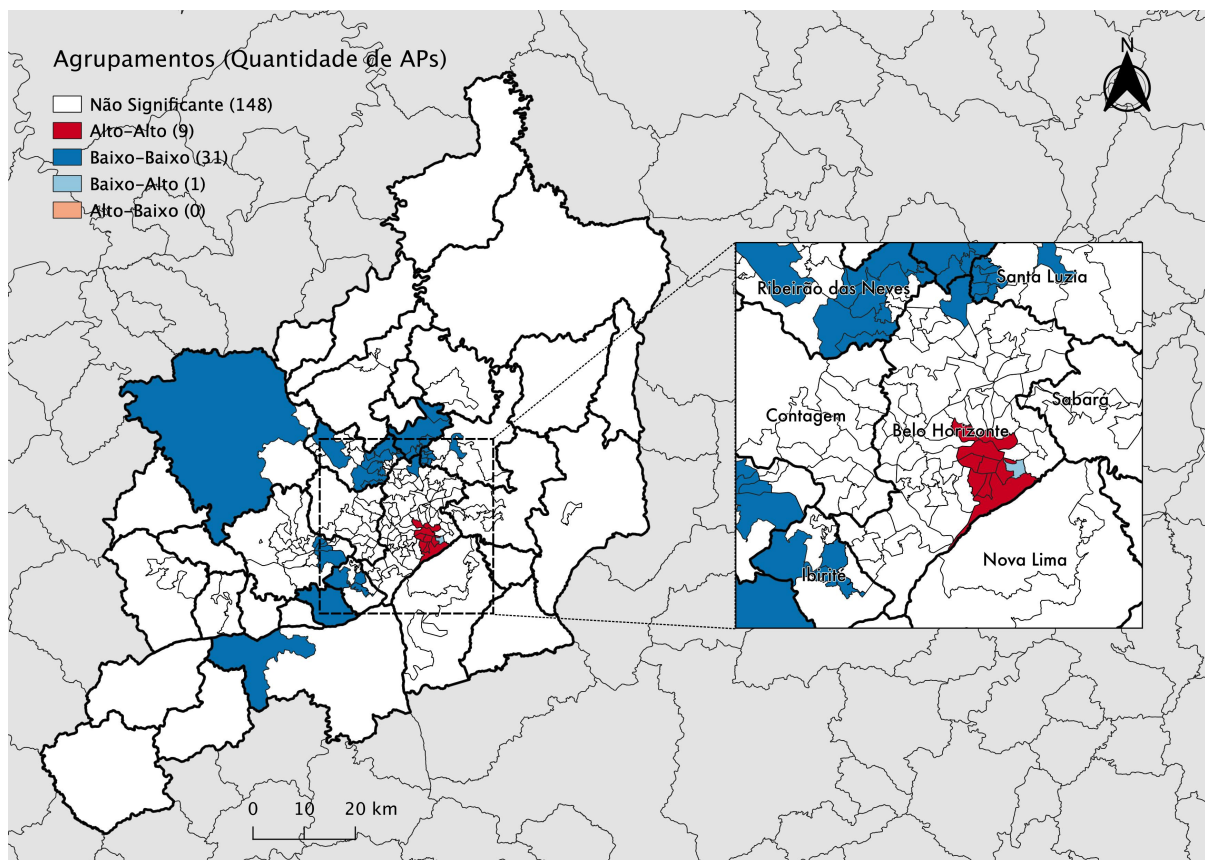 Agrupamentos (Quantidade de APs)
Não Significante (148)
Alto-Alto (9)
Baixo-Baixo (31)
Baixo-Alto (1)
Alto-Baixo (0)
N
Ribeirão das Neves
Santa Luzia
Contagem
Belo Horizonte
Sabará
Ibirité
Nova Lima
0 10 20 km